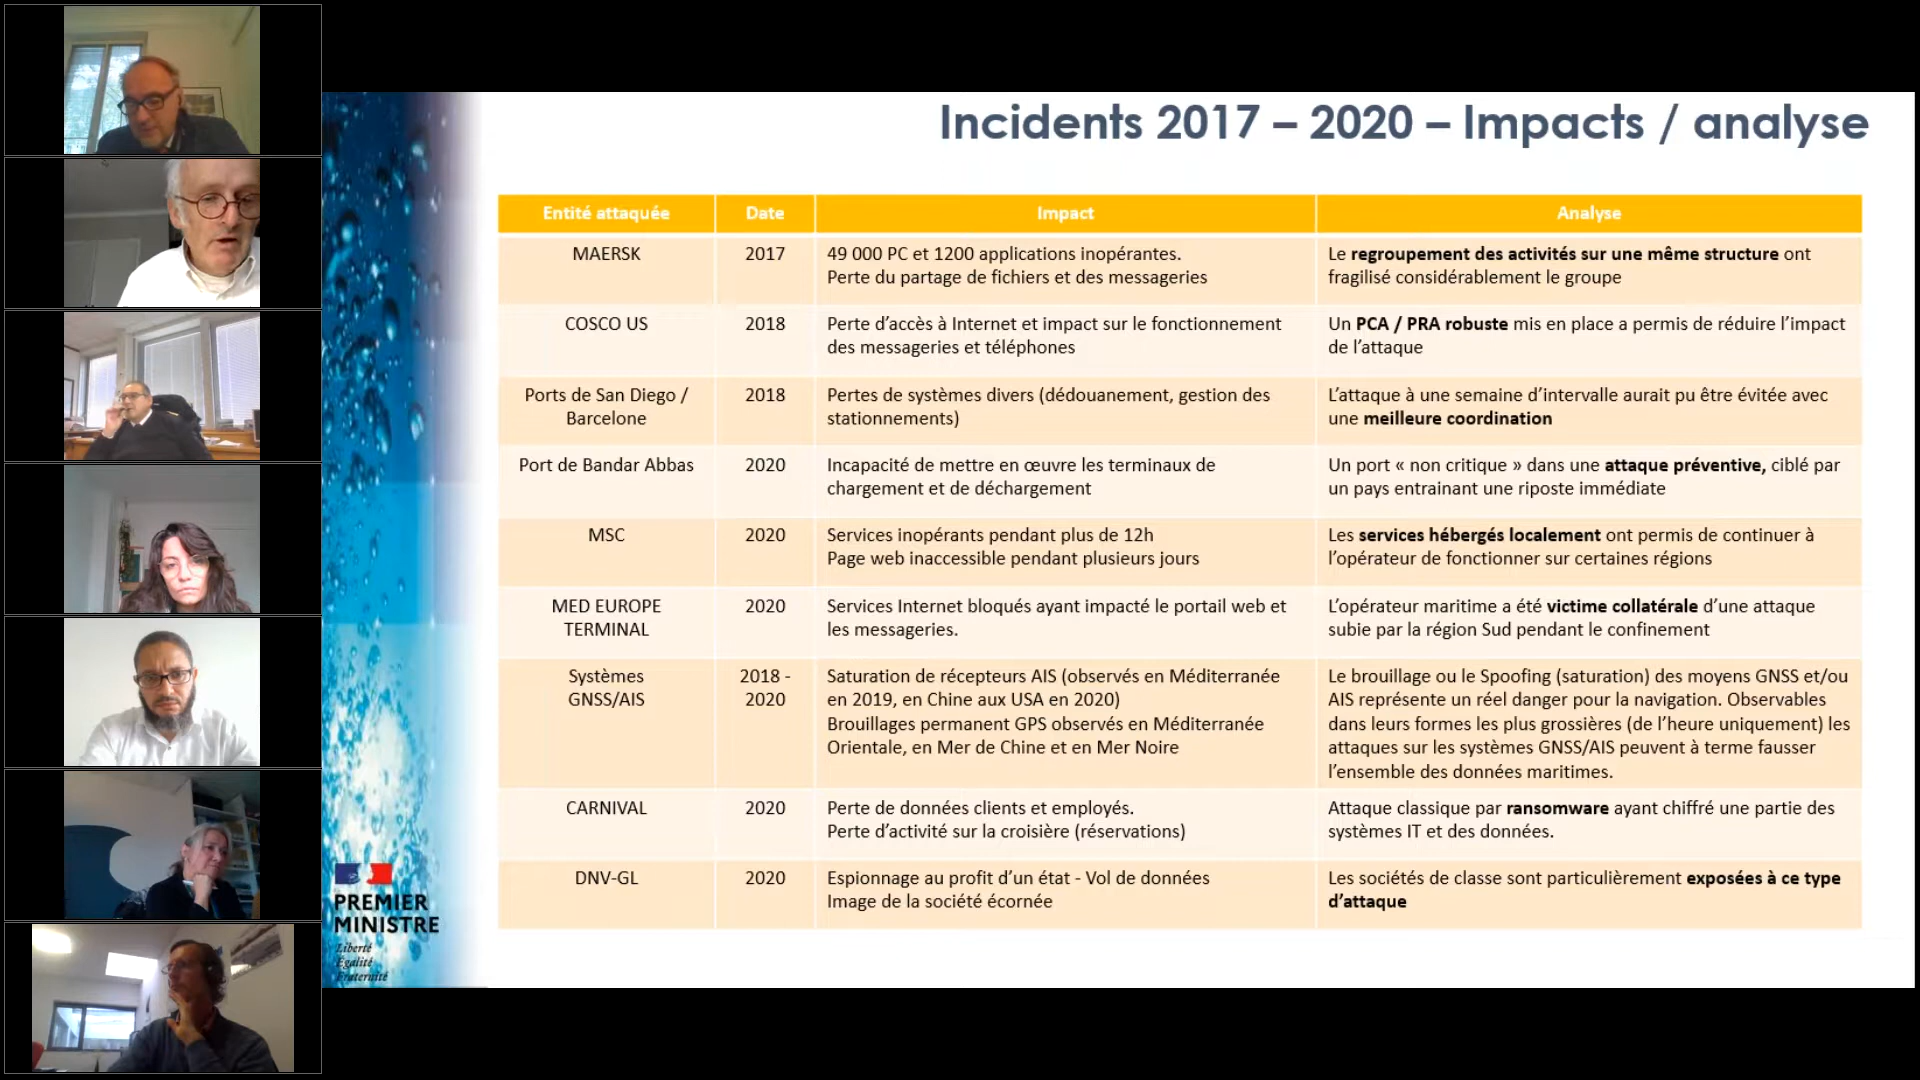 Incidents 2017 – 2020 – Impacts / analyse
Entité attaquée
Date
Impact
Analyse
MAERSK
2017
49 000 PC et 1200 applications inopérantes.
Perte du partage de fichiers et des messageries
Le regroupement des activités sur une même structure ont
fragilisé considérablement le groupe
COSCO US
2018
Perte d’accès à Internet et impact sur le fonctionnement
des messageries et téléphones
Un PCA / PRA robuste mis en place a permis de réduire l’impact
de l’attaque
Ports de San Diego /
Barcelone
2018
Pertes de systèmes divers (dédouanement, gestion des
stationnements)
L’attaque à une semaine d’intervalle aurait pu être évitée avec
une meilleure coordination
Port de Bandar Abbas
2020
Incapacité de mettre en œuvre les terminaux de
chargement et de déchargement
Un port « non critique » dans une attaque préventive, ciblé par
un pays entrainant une riposte immédiate
MSC
2020
Services inopérants pendant plus de 12h
Page web inaccessible pendant plusieurs jours
Les services hébergés localement ont permis de continuer à
l’opérateur de fonctionner sur certaines régions
MED EUROPE
TERMINAL
2020
Services Internet bloqués ayant impacté le portail web et
les messageries.
L’opérateur maritime a été victime collatérale d’une attaque
subie par la région Sud pendant le confinement
Systèmes
GNSS/AIS
2018 -
2020
Saturation de récepteurs AIS (observés en Méditerranée
en 2019, en Chine aux USA en 2020)
Brouillages permanent GPS observés en Méditerranée
Orientale, en Mer de Chine et en Mer Noire
Le brouillage ou le Spoofing (saturation) des moyens GNSS et/ou
AIS représente un réel danger pour la navigation. Observables
dans leurs formes les plus grossières (de l’heure uniquement) les
attaques sur les systèmes GNSS/AIS peuvent à terme fausser
l’ensemble des données maritimes.
CARNIVAL
2020
Perte de données clients et employés.
Perte d’activité sur la croisière (réservations)
Attaque classique par ransomware ayant chiffré une partie des
systèmes IT et des données.
DNV-GL
2020
Espionnage au profit d’un état - Vol de données
Image de la société écornée
Les sociétés de classe sont particulièrement exposées à ce type
d’attaque
PREMIER
MINISTRE
Liberté
Égalité
Fraternité